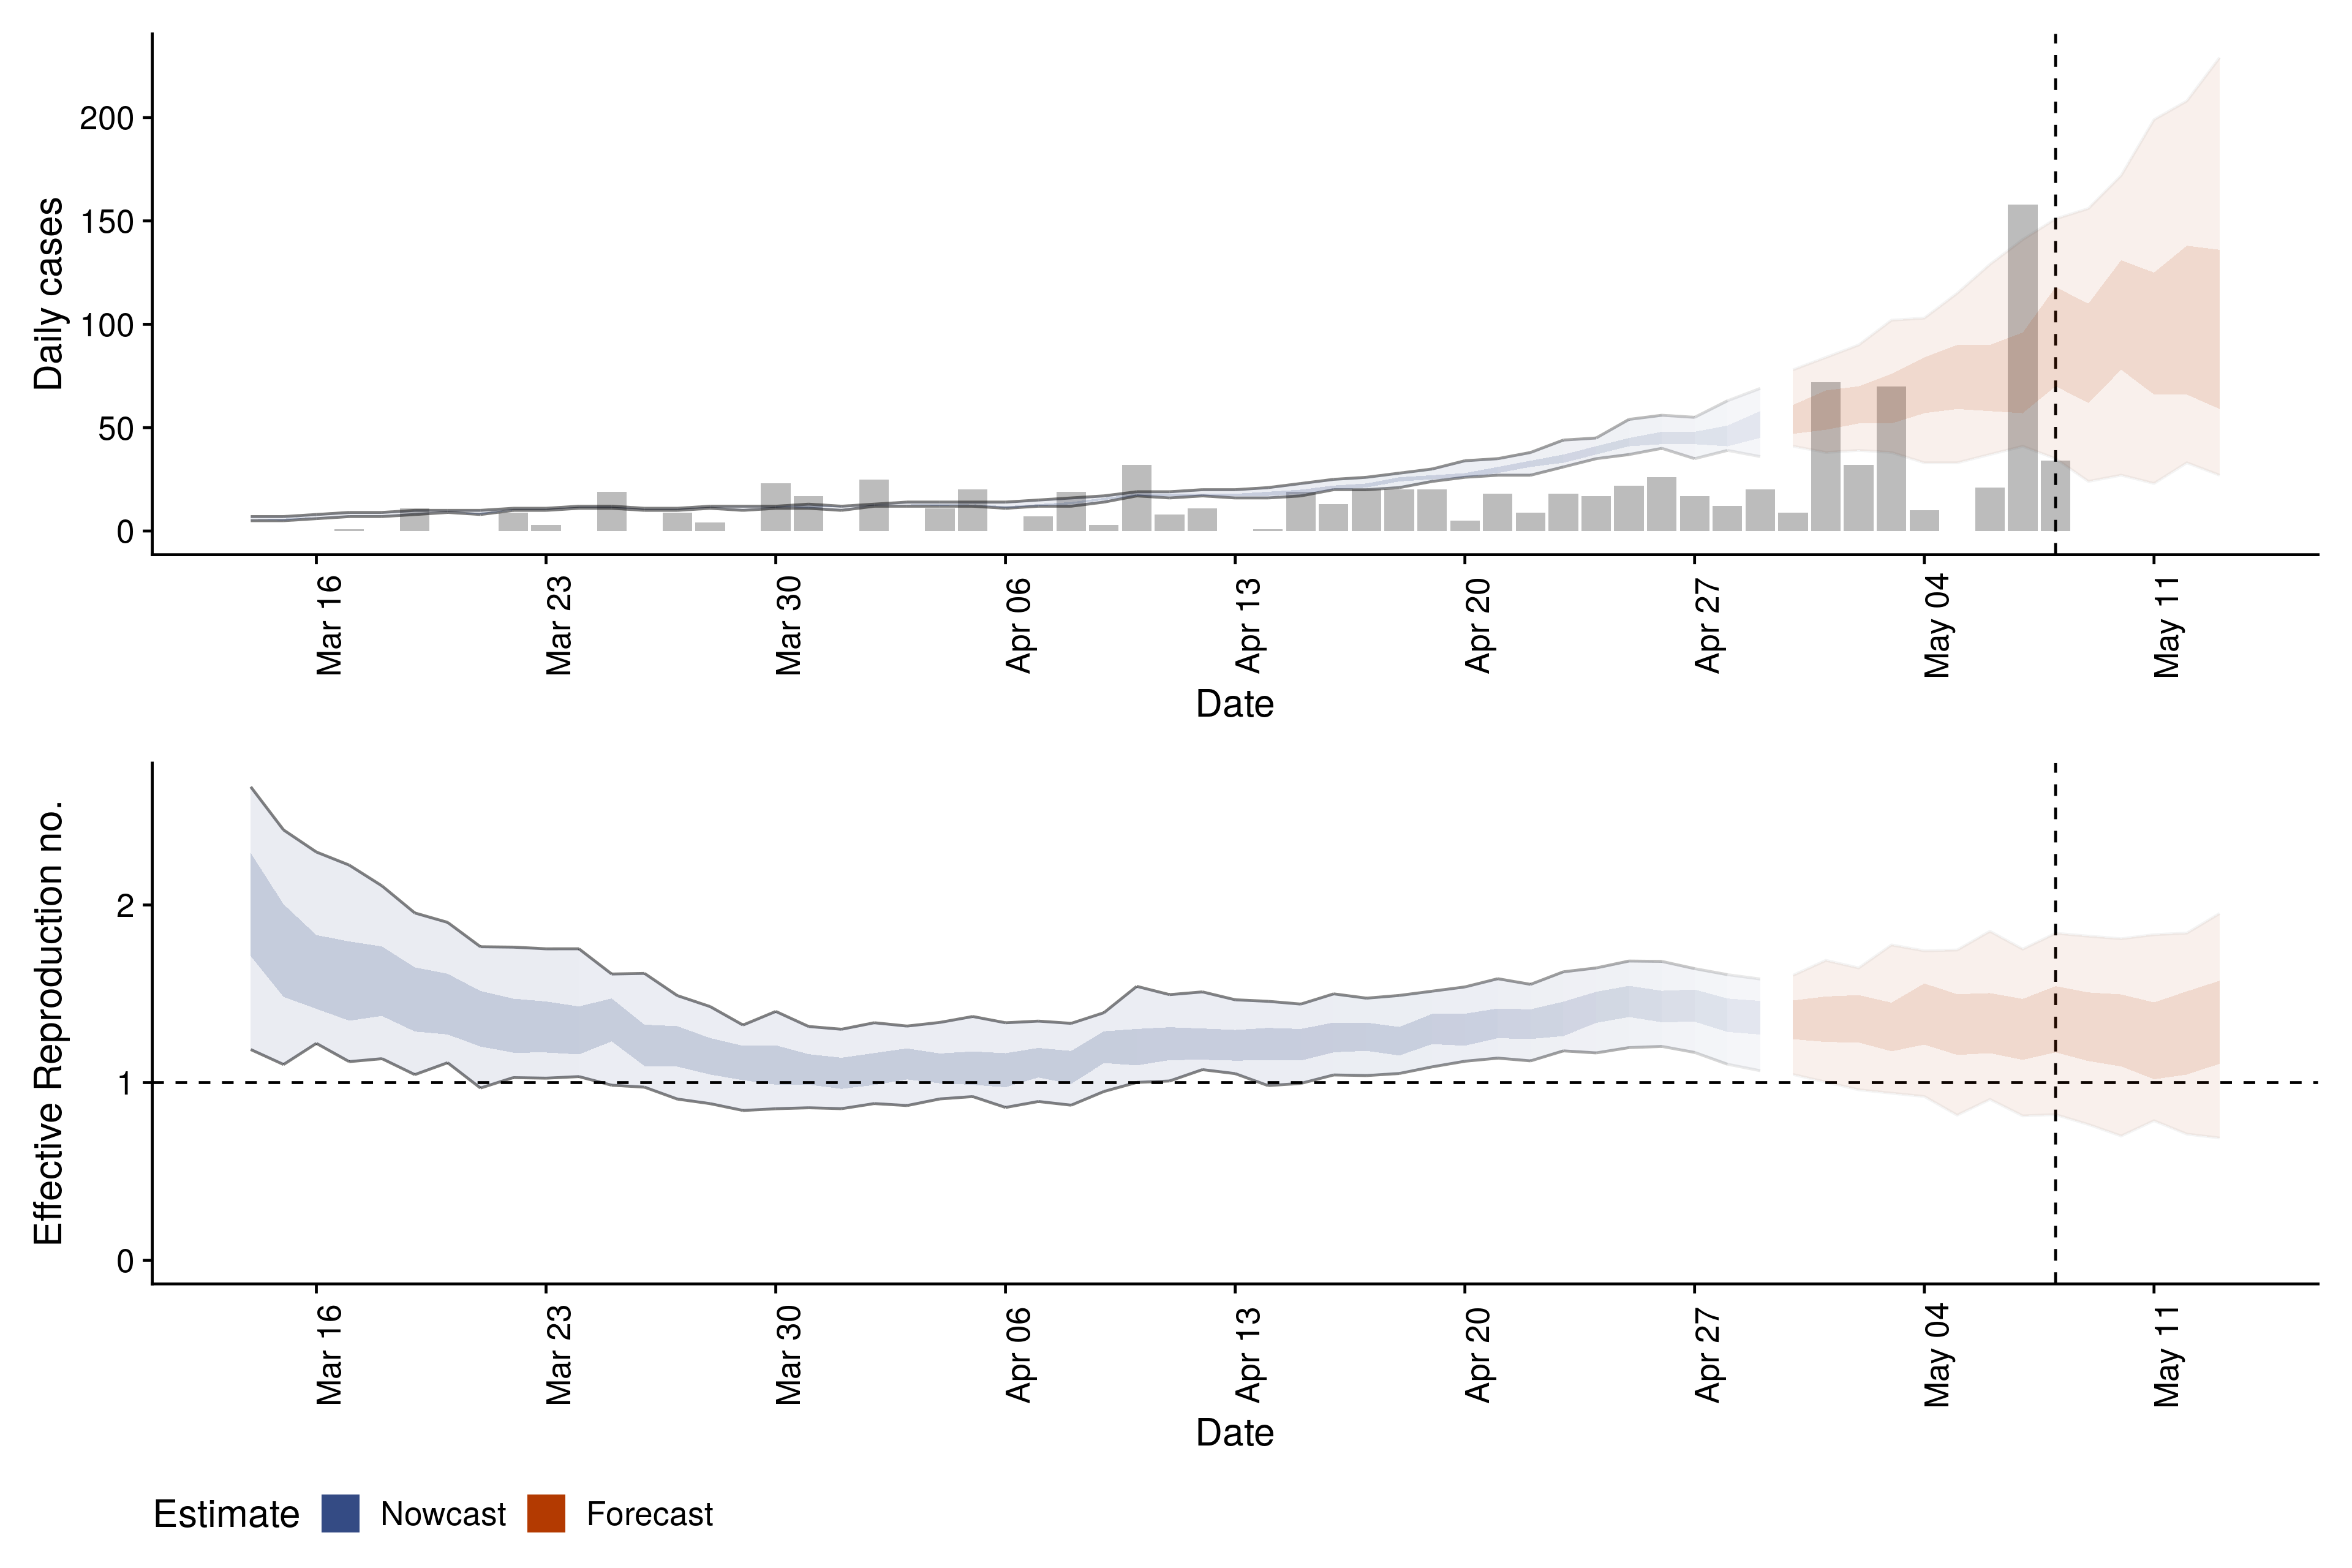 Daily cases
200
150
100
50
0
Mar 16
Mar 23
Mar 30
Apr 06
Apr 13
Apr 20
Apr 27
May 04
May 11
Date
Effective Reproduction no.
2
1
0
Mar 16
Mar 23
Mar 30
Apr 06
Apr 13
Apr 20
Apr 27
May 04
May 11
Date
Estimate Nowcast Forecast